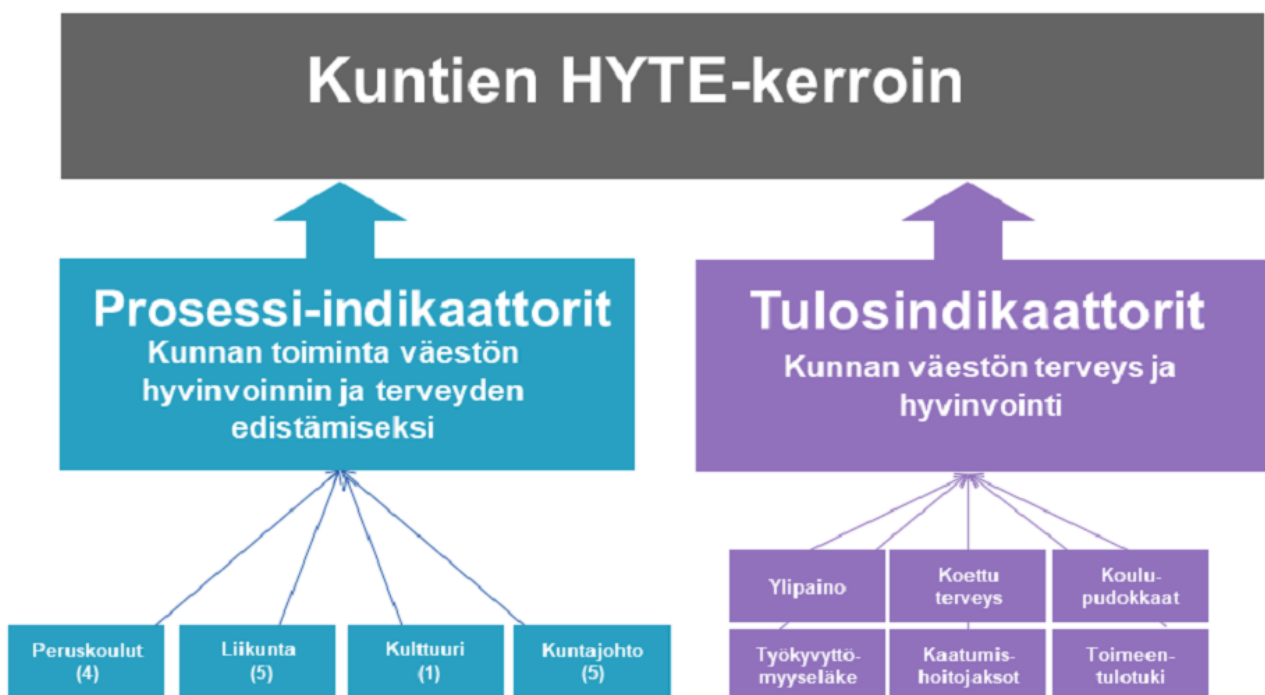 Kuntien HYTE-kerroin
Prosessi-indikaattorit
Kunnan toiminta väestön
hyvinvoinnin ja terveyden
edistämiseksi
Tulosindikaattorit
Kunnan väestön terveys ja
hyvinvointi
Peruskoulut
(4)
Liikunta
(5)
Kulttuuri
(1)
Kuntajohto
(5)
Ylipaino
Koettu
terveys
Koulu-
pudokkaat
Työkyvyttö-
myyseläke
Kaatumis-
hoitojaksot
Toimeen-
tulotuki